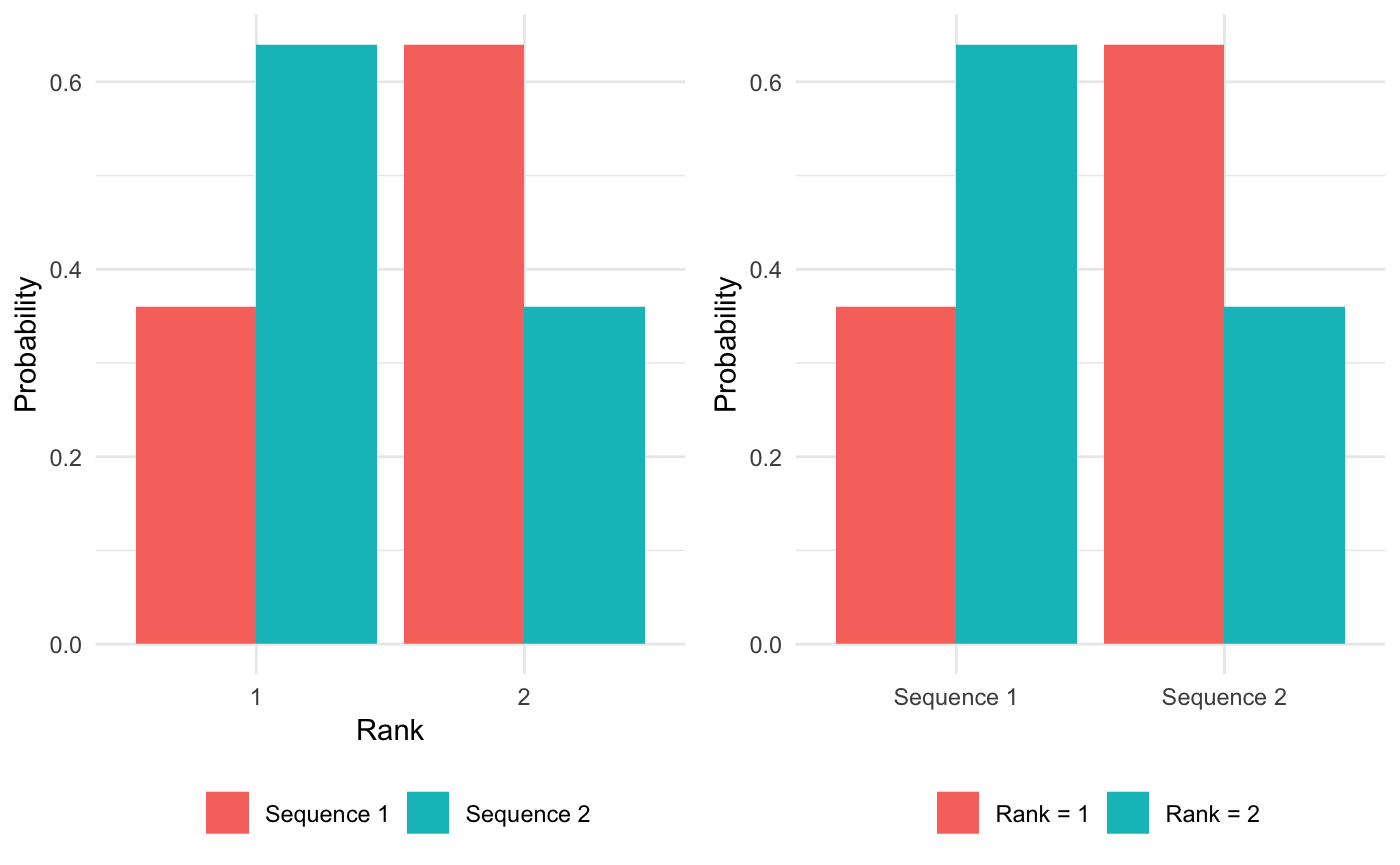 Probability
0.6
0.4
0.2
0.0
1 2
Rank
Sequence 1 Sequence 2
Probability
0.6
0.4
0.2
0.0
Sequence 1 Sequence 2
Rank = 1 Rank = 2